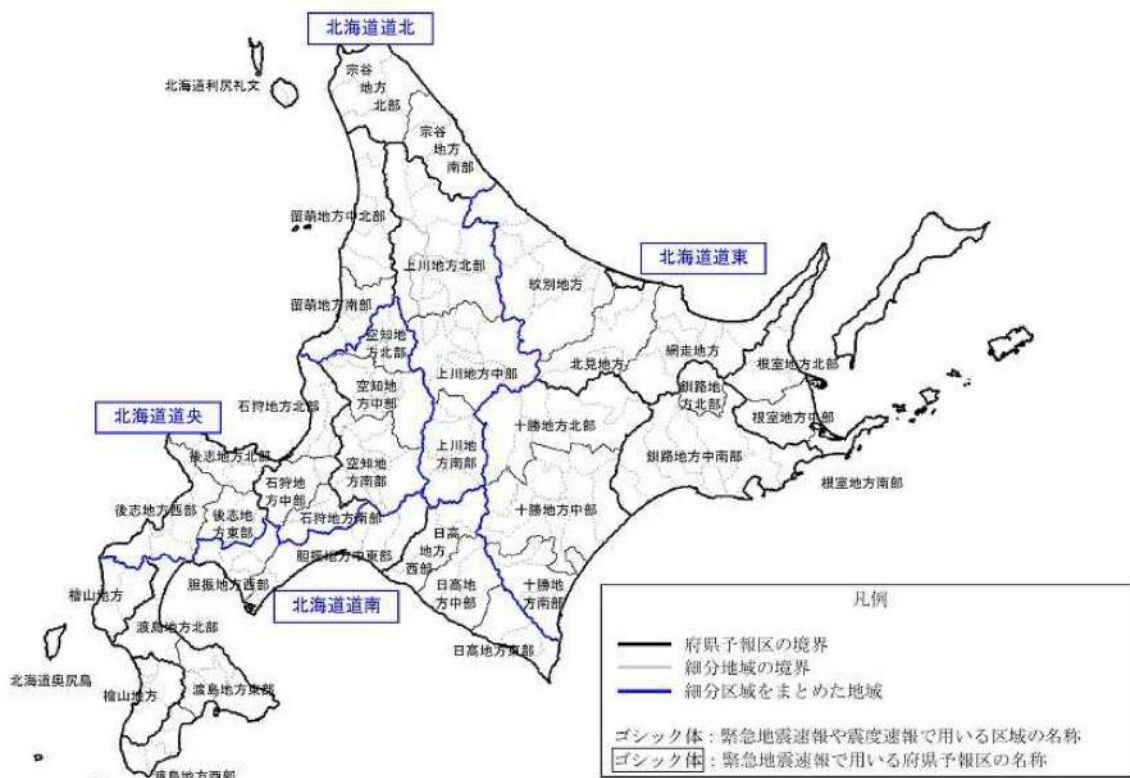 北海道道北
宗谷
地方
北部
北海道利尻礼文
宗谷
地方
南部
留萌地方中北部
上川地方北部
北海道道東
紋別地方
留萌地方南部
空知地
方北部
上川地方中部
北見地方
網走地方
根室地方北部
空知地
方中部
釧路地
方北部
石狩地方北部
北海道道央
十勝地方北部
根室地方中部
後志地方北部
上川地
方南部
釧路地方中南部
石狩地
方中部
空知地
方南部
根室地方南部
後志地方西部
後志地
方東部
石狩地方南部
十勝地方中部
日高
地方
西部
胆振地方中東部
胆振地方西部
日高地
方中部
十勝地
方南部
檜山地方
北海道道南
渡島地方北部
日高地方東部
北海道奥尻島
檜山地方
渡島地方東部
渡島地方西部
凡例
府県予報区の境界
細分地域の境界
細分区域をまとめた地域
ゴシック体：緊急地震速報や震度速報で用いる区域の名称
ゴシック体：緊急地震速報で用いる府県予報区の名称